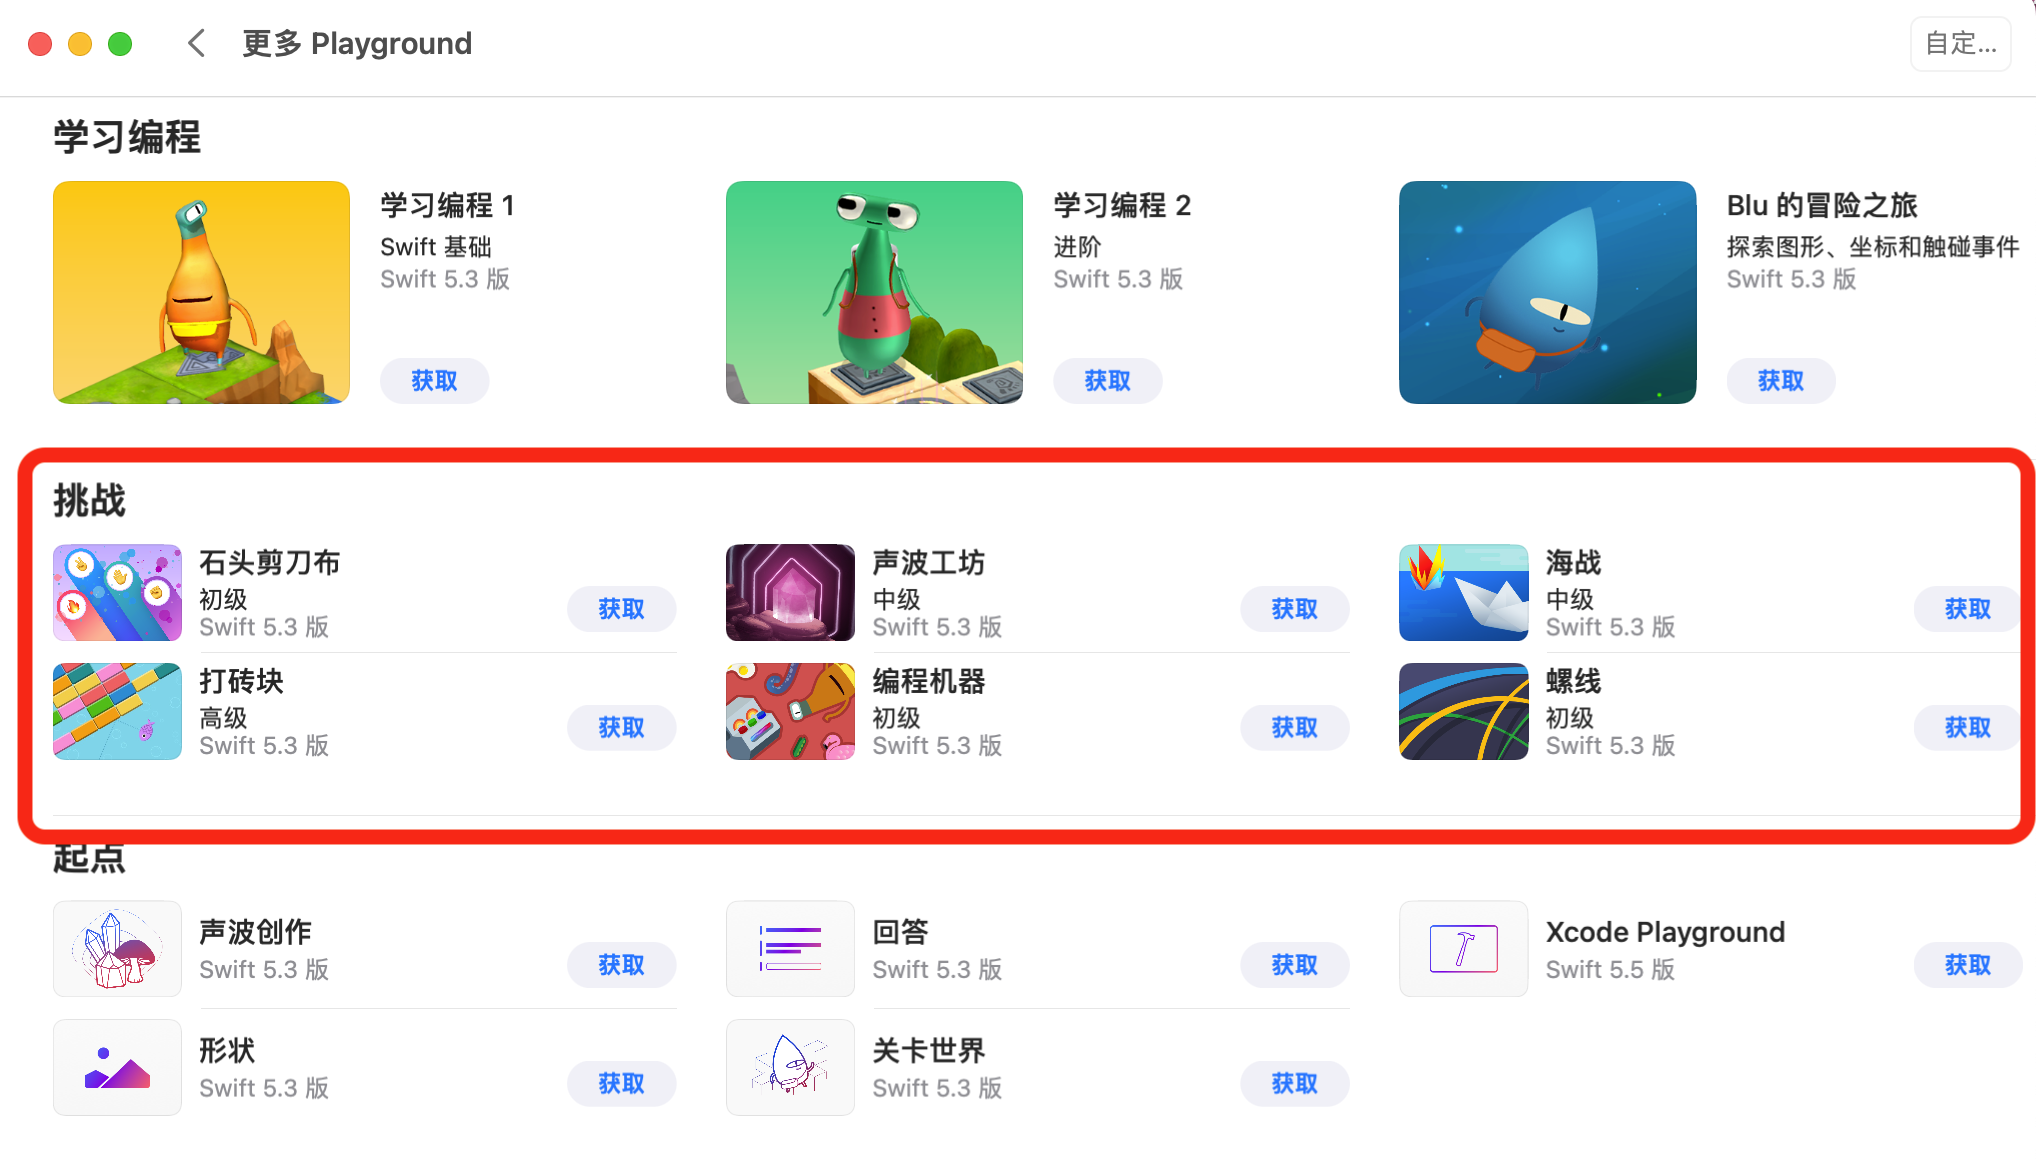 更多 Playground
自定...
学习编程
学习编程 1
Swift 基础
Swift 5.3 版
获取
学习编程 2
进阶
Swift 5.3 版
获取
Blu 的冒险之旅
探索图形、坐标和触碰事件
Swift 5.3 版
获取
挑战
石头剪刀布
初级
Swift 5.3 版
获取
声波工坊
中级
Swift 5.3 版
获取
海战
中级
Swift 5.3 版
获取
打砖块
高级
Swift 5.3 版
获取
编程机器
初级
Swift 5.3 版
获取
螺线
初级
Swift 5.3 版
获取
起点
声波创作
Swift 5.3 版
获取
回答
Swift 5.3 版
获取
Xcode Playground
Swift 5.5 版
获取
形状
Swift 5.3 版
获取
关卡世界
Swift 5.3 版
获取